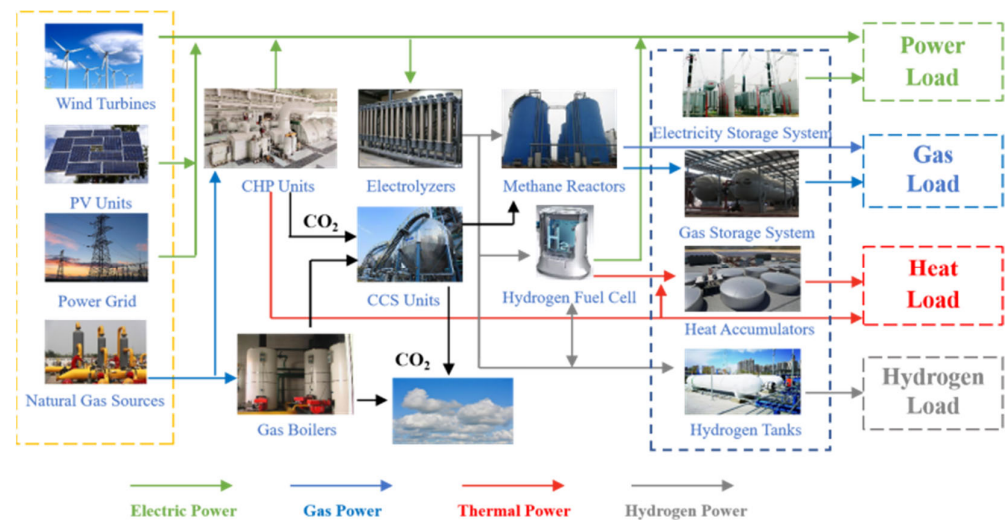 Wind Turbines
PV Units
Power Grid
Natural Gas Sources
CHP Units
Electrolyzers
Methane Reactors
CO2
CCS Units
H2
Hydrogen Fuel Cell
CO2
Gas Boilers
Electricity Storage System
Gas Storage System
Heat Accumulators
Hydrogen Tanks
Power
Load
Gas
Load
Heat
Load
Hydrogen
Load
Electric Power
Gas Power
Thermal Power
Hydrogen Power